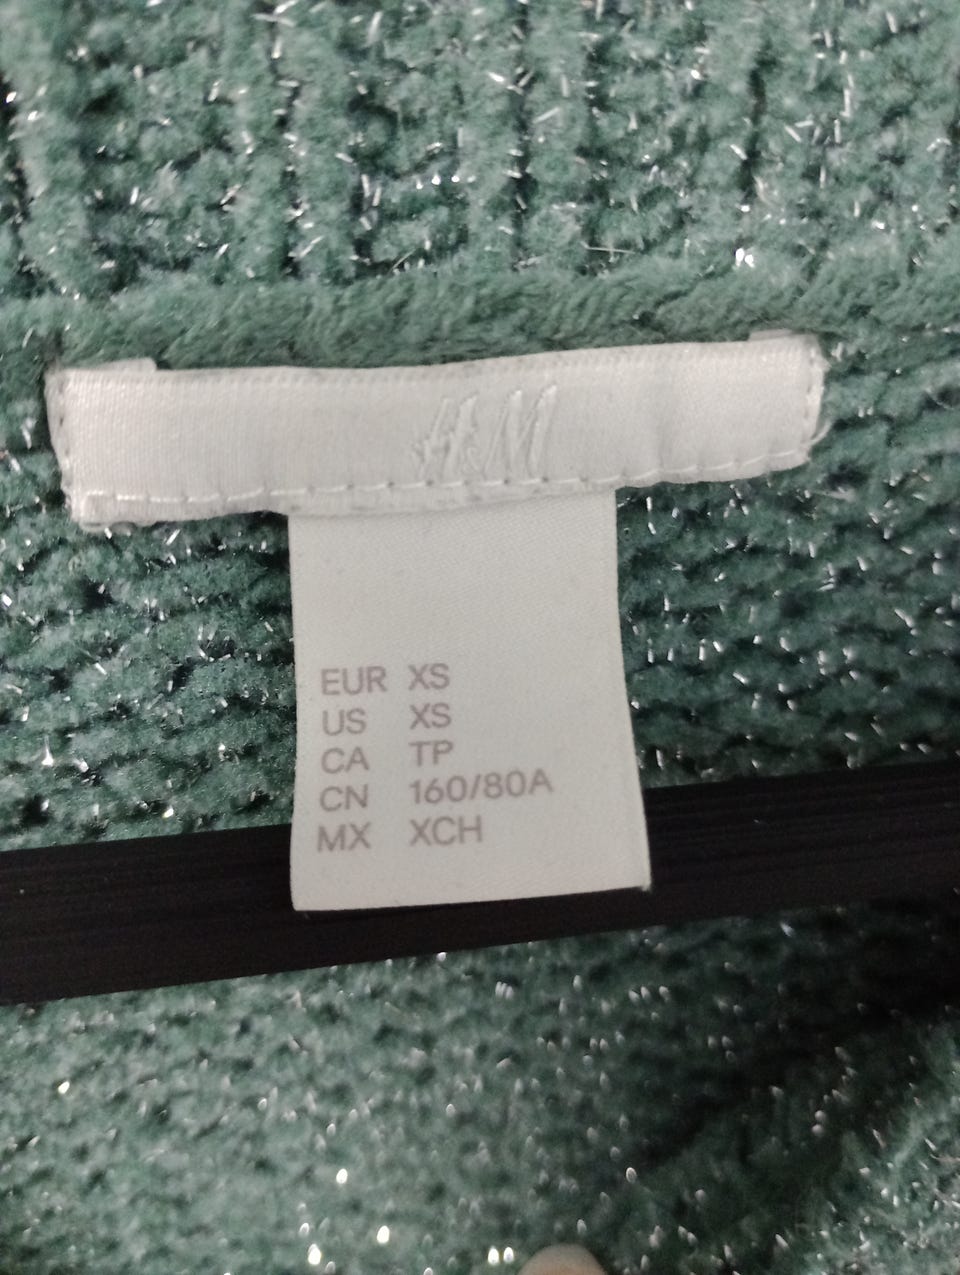 H&M
EUR XS
US XS
CA TP
CN 160/80A
MX XCH